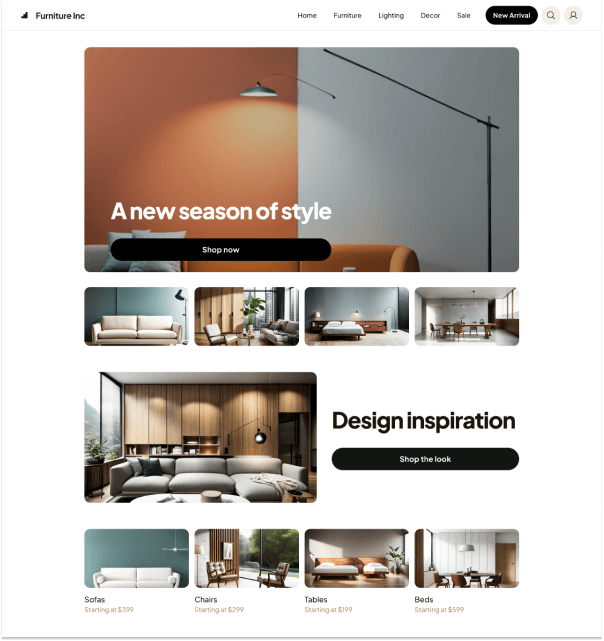 Furniture Inc
Home Furniture Lighting Decor Sale New Arrival
A new season of style
Shop now
Design inspiration
Shop the look
Sofas Chairs Tables Beds
Starting at $399 Starting at $299 Starting at $199 Starting at $599